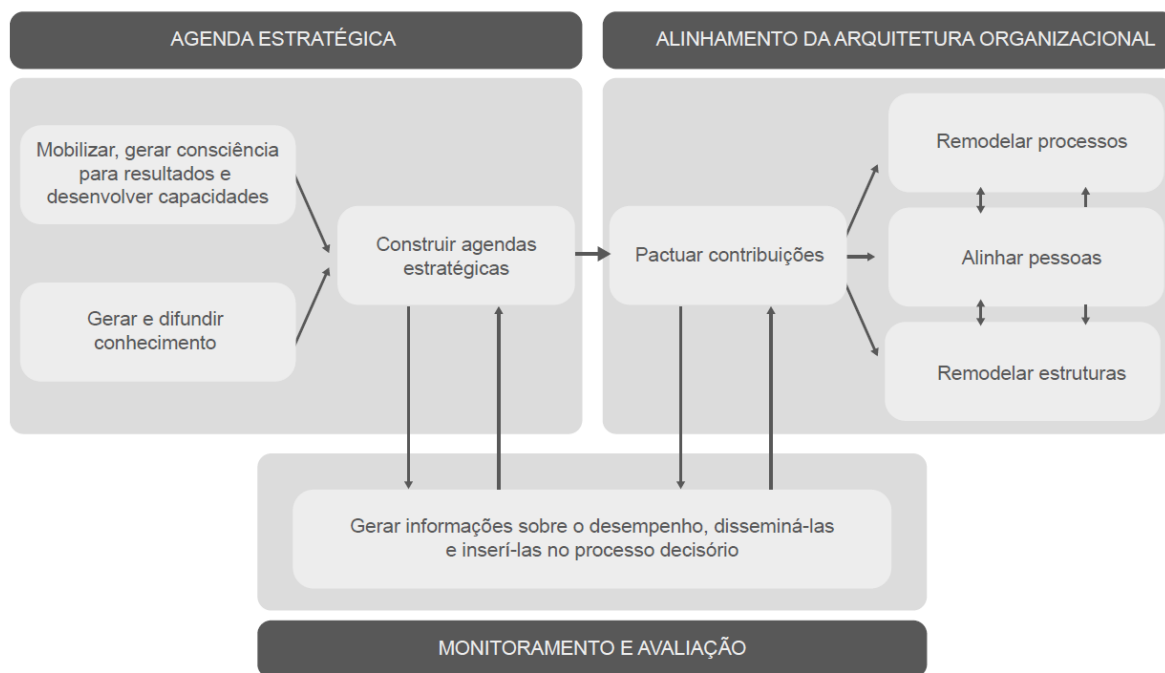 AGENDA ESTRATÉGICA
ALINHAMENTO DA ARQUITETURA ORGANIZACIONAL
Mobilizar, gerar consciência
para resultados e
desenvolver capacidades
Gerar e difundir
conhecimento
Construir agendas
estratégicas
Pactuar contribuições
Remodelar processos
Alinhar pessoas
Remodelar estruturas
Gerar informações sobre o desempenho, disseminá-las
e inserí-las no processo decisório
MONITORAMENTO E AVALIAÇÃO